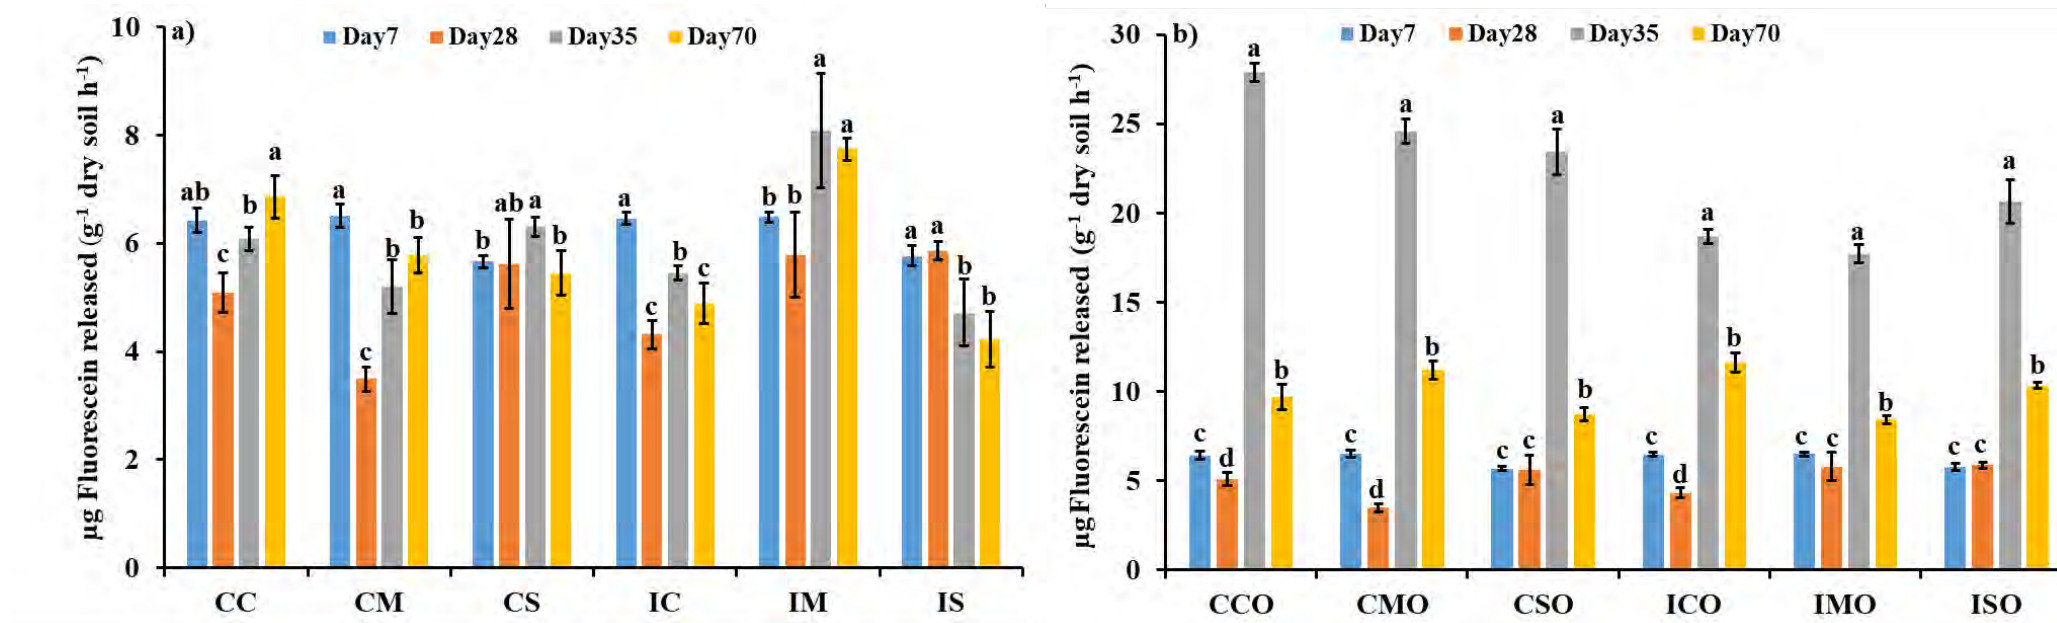 a)
Day7 Day28 Day35 Day70
µg Fluorescein released (g⁻¹ dry soil h⁻¹)
10
8
6
4
2
0
ab c b a
a c b b
b ab a b
a c b c
b b a a
a a b b
CC CM CS IC IM IS
b)
Day7 Day28 Day35 Day70
µg Fluorescein released (g⁻¹ dry soil h⁻¹)
30
25
20
15
10
5
0
c d a b
c d a b
c c a b
c d a b
c c a b
c c a b
CCO CMO CSO ICO IMO ISO